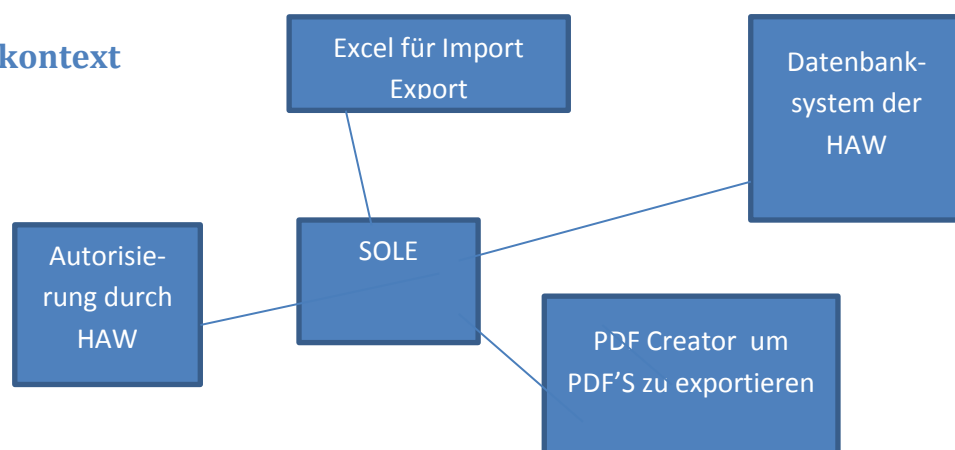 kontext
Excel für Import
Export
Datenbank-
system der
HAW
Autorisie-
rung durch
HAW
SOLE
PDF Creator  um
PDF’S zu exportieren